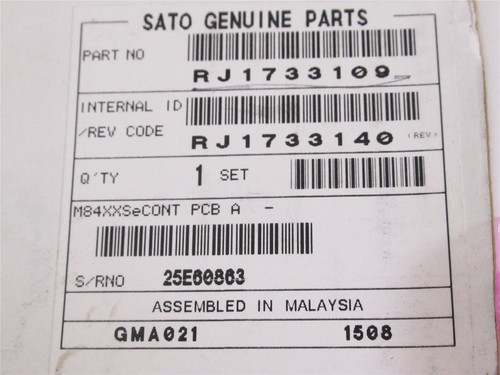 SATO GENUINE PARTS
PART NO
RJ1733109
INTERNAL ID
/REV CODE
RJ1733140 (REV)
Q'TY 1 SET
M84XXSeCONT PCB A -
S/RNO 25E60863
ASSEMBLED IN MALAYSIA
GMA021 1508